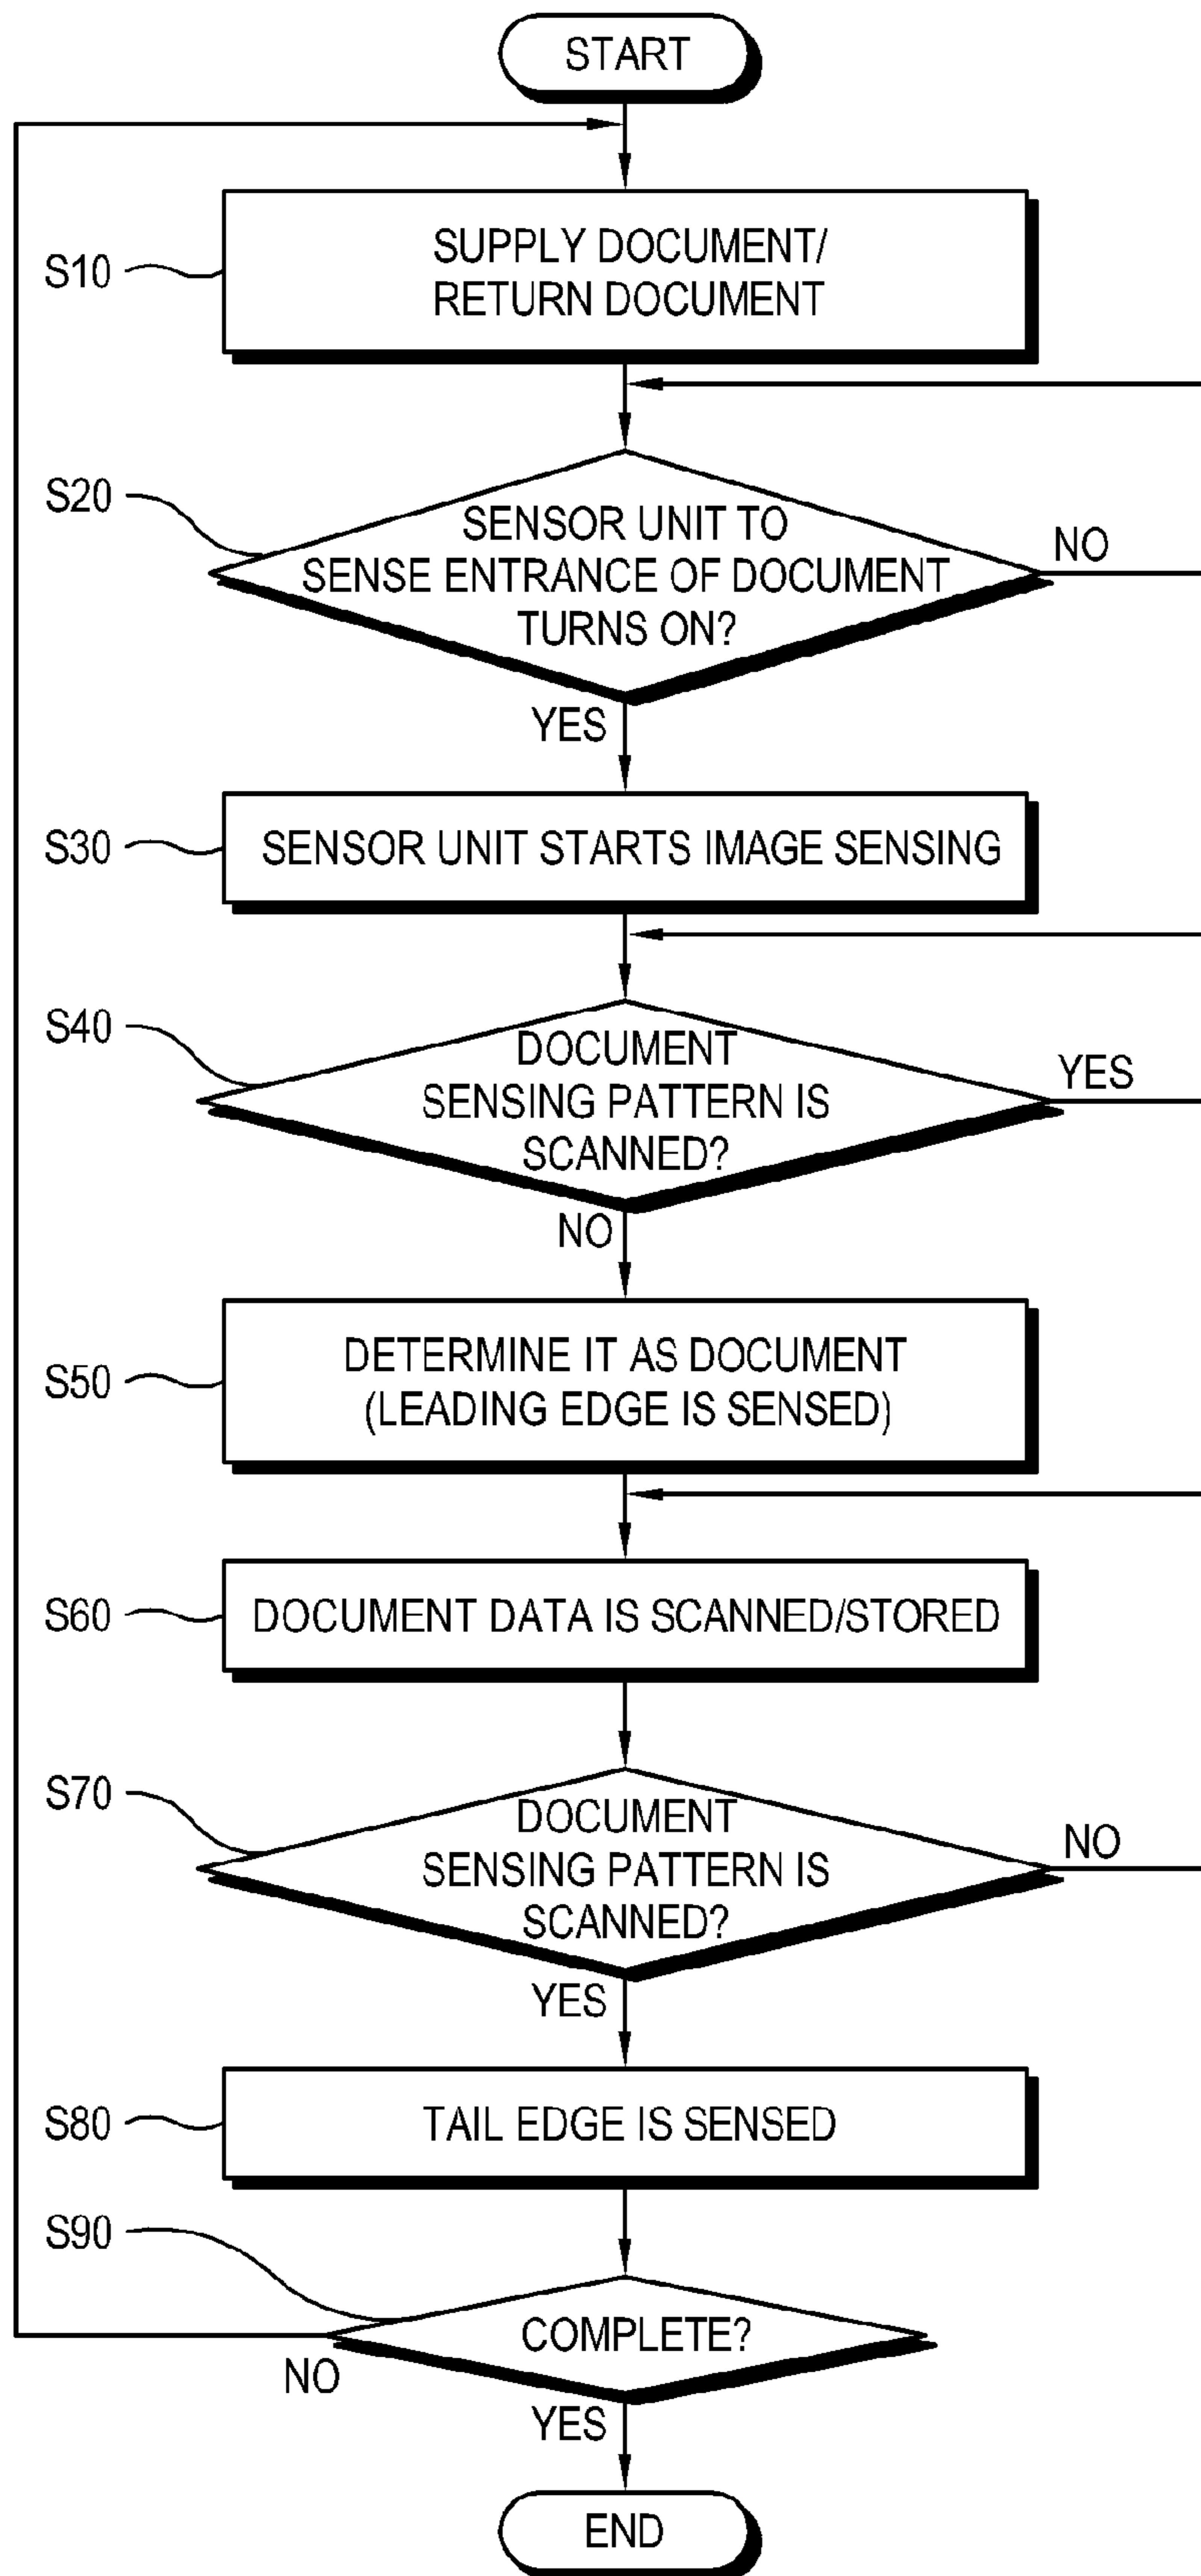 START
S10
SUPPLY DOCUMENT/
RETURN DOCUMENT
S20
SENSOR UNIT TO
SENSE ENTRANCE OF DOCUMENT
TURNS ON?
NO
YES
S30
SENSOR UNIT STARTS IMAGE SENSING
S40
DOCUMENT
SENSING PATTERN IS
SCANNED?
YES
NO
S50
DETERMINE IT AS DOCUMENT
(LEADING EDGE IS SENSED)
S60
DOCUMENT DATA IS SCANNED/STORED
S70
DOCUMENT
SENSING PATTERN IS
SCANNED?
NO
YES
S80
TAIL EDGE IS SENSED
S90
COMPLETE?
NO
YES
END